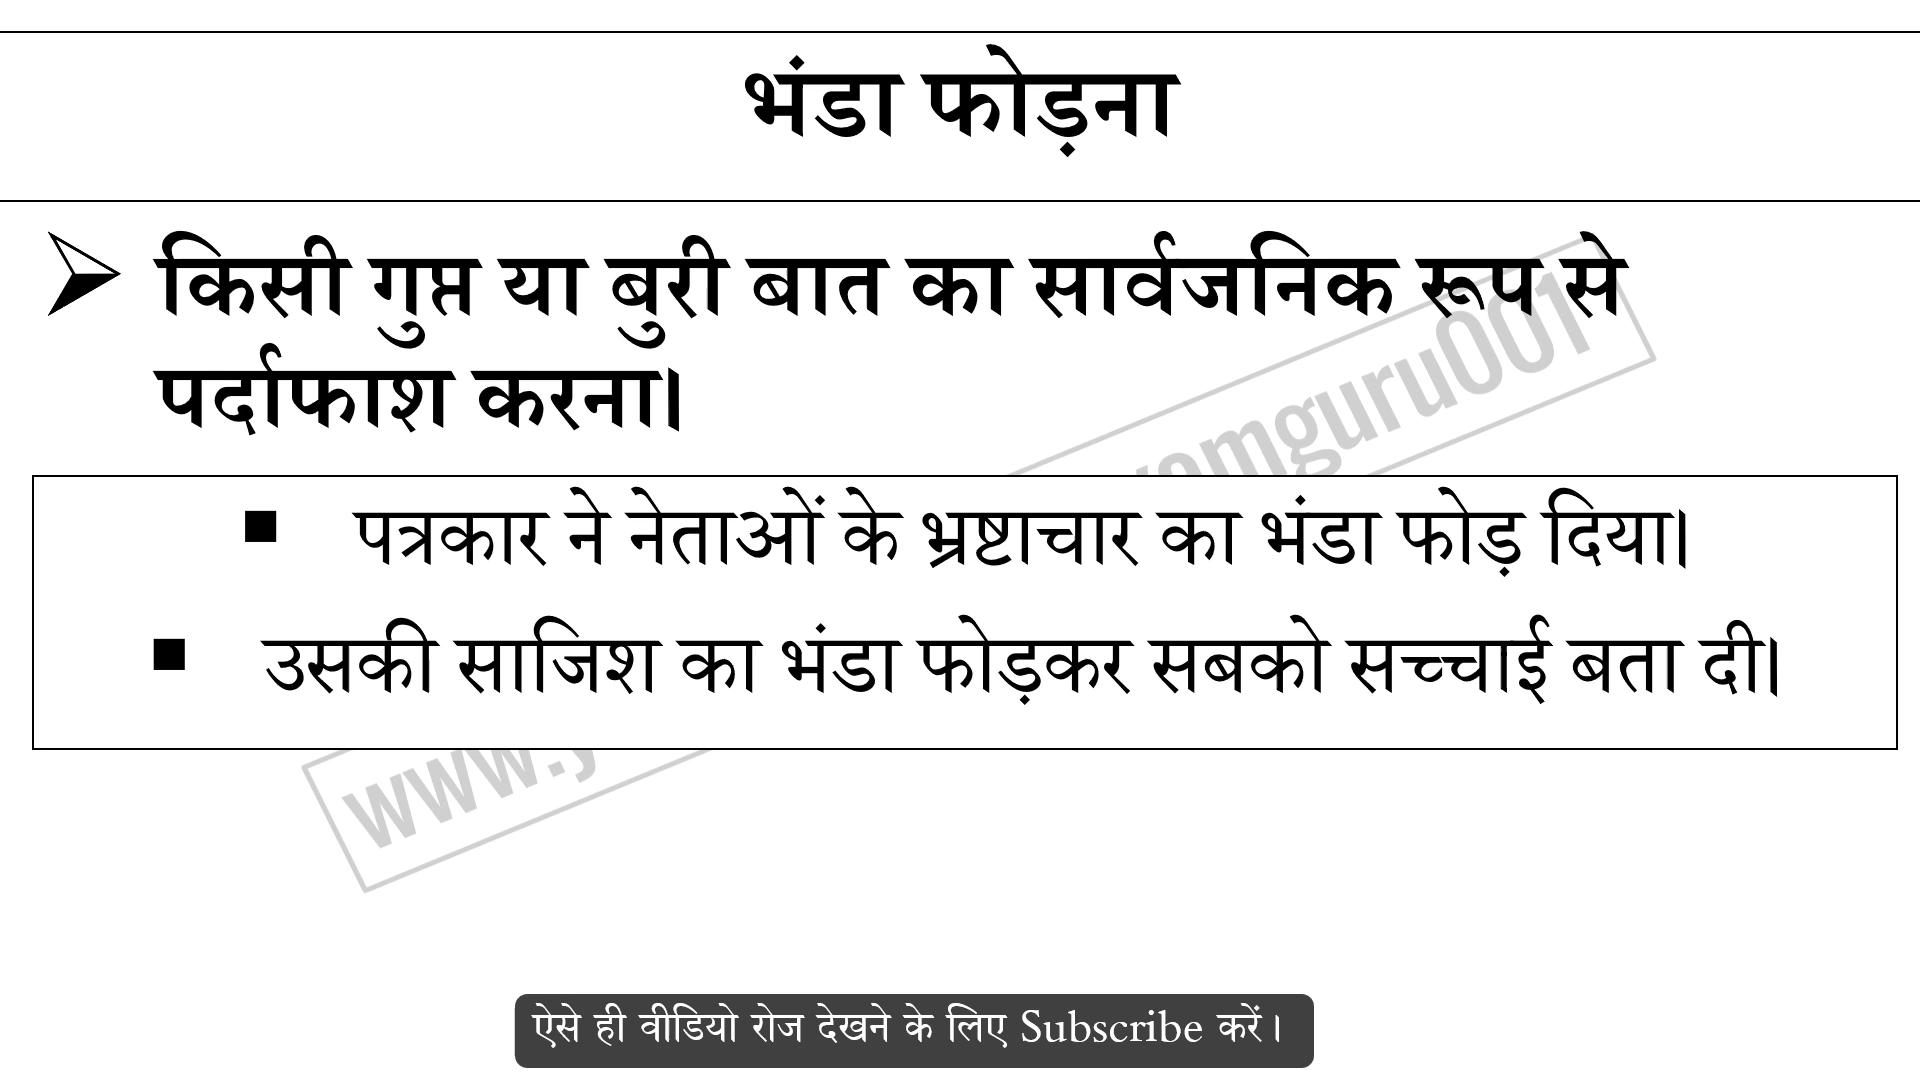 भंडा फोड़ना
किसी गुप्त या बुरी बात का सार्वजनिक रूप से
पर्दाफाश करना।
पत्रकार ने नेताओं के भ्रष्टाचार का भंडा फोड़ दिया।
उसकी साजिश का भंडा फोड़कर सबको सच्चाई बता दी।
ऐसे ही वीडियो रोज देखने के लिए Subscribe करें।